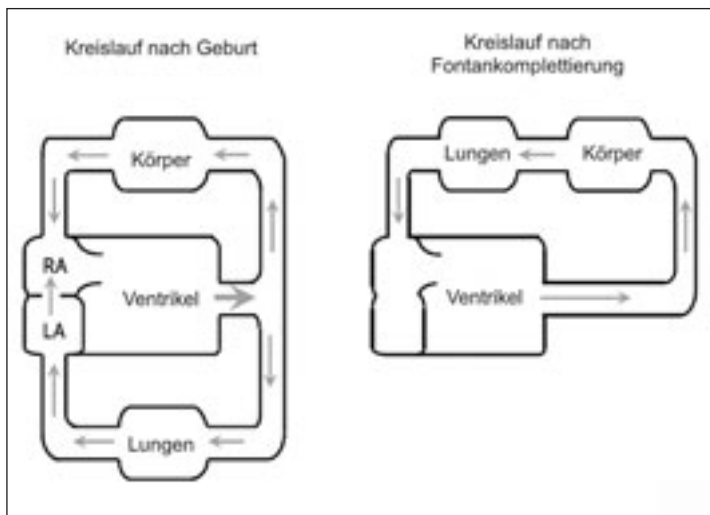 Kreislauf nach Geburt
Körper
RA
LA
Ventrikel
Lungen
Kreislauf nach
Fontankomplettierung
Lungen
Körper
Ventrikel